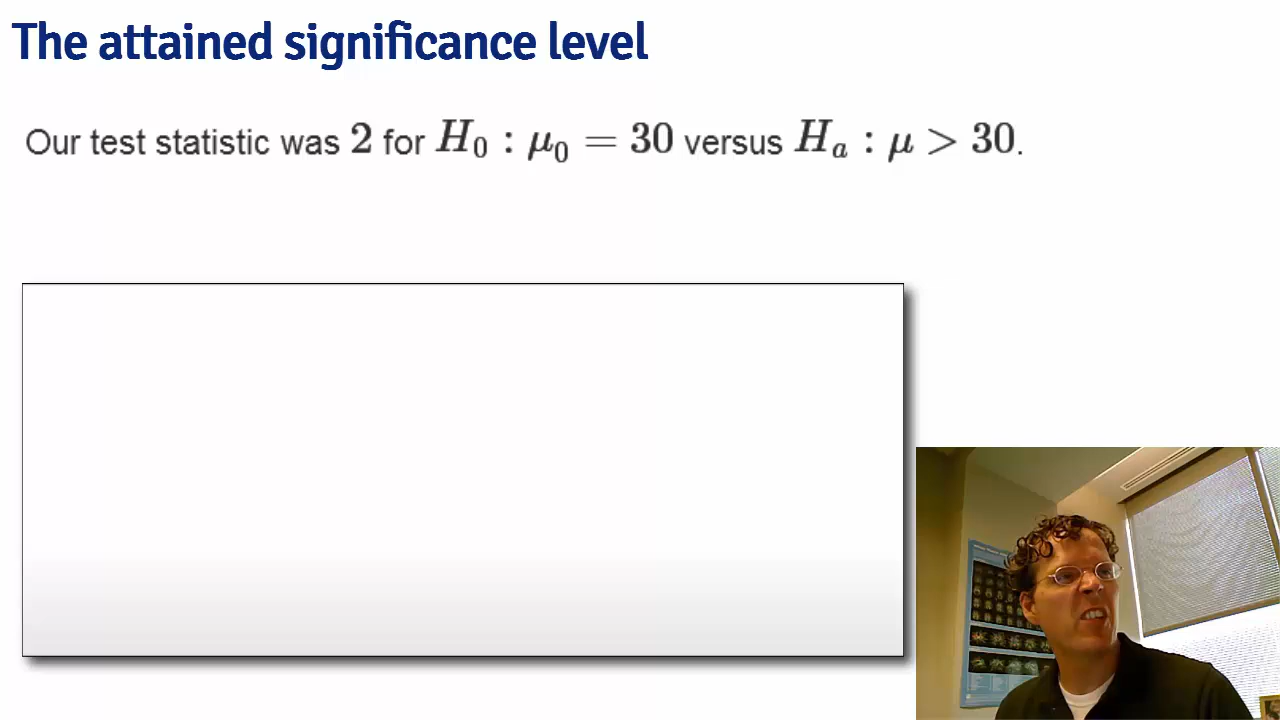 The attained significance level
Our test statistic was 2 for H₀ : μ₀ = 30 versus Hₐ : μ > 30.